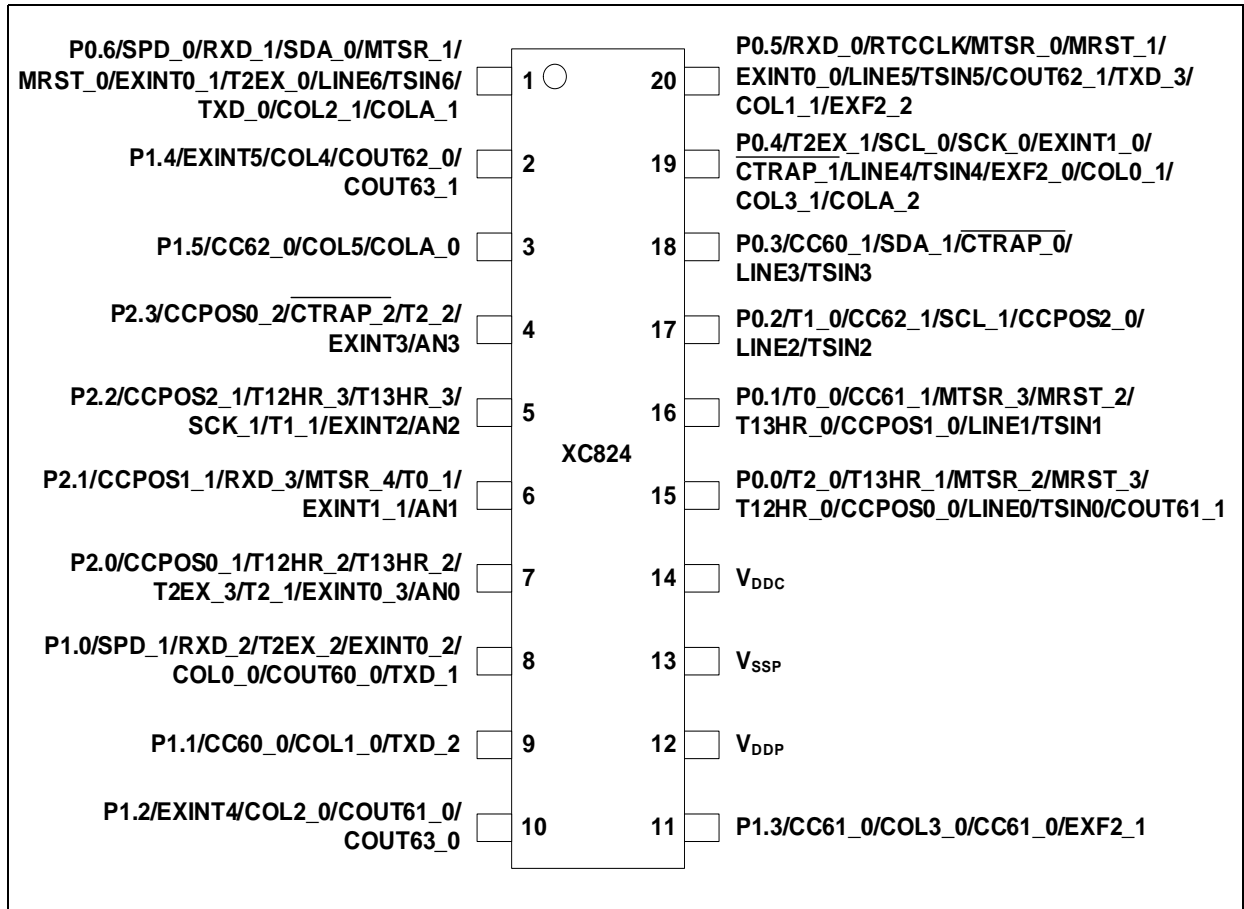 P0.6/SPD_0/RXD_1/SDA_0/MTSR_1/
MRST_0/EXINT0_1/T2EX_0/LINE6/TSIN6/
TXD_0/COL2_1/COLA_1
1
P1.4/EXINT5/COL4/COUT62_0/
COUT63_1
2
P1.5/CC62_0/COL5/COLA_0
3
P2.3/CCPOS0_2/CTRAP_2/T2_2/
EXINT3/AN3
4
P2.2/CCPOS2_1/T12HR_3/T13HR_3/
SCK_1/T1_1/EXINT2/AN2
5
P2.1/CCPOS1_1/RXD_3/MTSR_4/T0_1/
EXINT1_1/AN1
6
P2.0/CCPOS0_1/T12HR_2/T13HR_2/
T2EX_3/T2_1/EXINT0_3/AN0
7
P1.0/SPD_1/RXD_2/T2EX_2/EXINT0_2/
COL0_0/COUT60_0/TXD_1
8
P1.1/CC60_0/COL1_0/TXD_2
9
P1.2/EXINT4/COL2_0/COUT61_0/
COUT63_0
10
XC824
20
P0.5/RXD_0/RTCCLK/MTSR_0/MRST_1/
EXINT0_0/LINE5/TSIN5/COUT62_1/TXD_3/
COL1_1/EXF2_2
19
P0.4/T2EX_1/SCL_0/SCK_0/EXINT1_0/
CTRAP_1/LINE4/TSIN4/EXF2_0/COL0_1/
COL3_1/COLA_2
18
P0.3/CC60_1/SDA_1/CTRAP_0/
LINE3/TSIN3
17
P0.2/T1_0/CC62_1/SCL_1/CCPOS2_0/
LINE2/TSIN2
16
P0.1/T0_0/CC61_1/MTSR_3/MRST_2/
T13HR_0/CCPOS1_0/LINE1/TSIN1
15
P0.0/T2_0/T13HR_1/MTSR_2/MRST_3/
T12HR_0/CCPOS0_0/LINE0/TSIN0/COUT61_1
14
VDDC
13
VSSP
12
VDDP
11
P1.3/CC61_0/COL3_0/CC61_0/EXF2_1